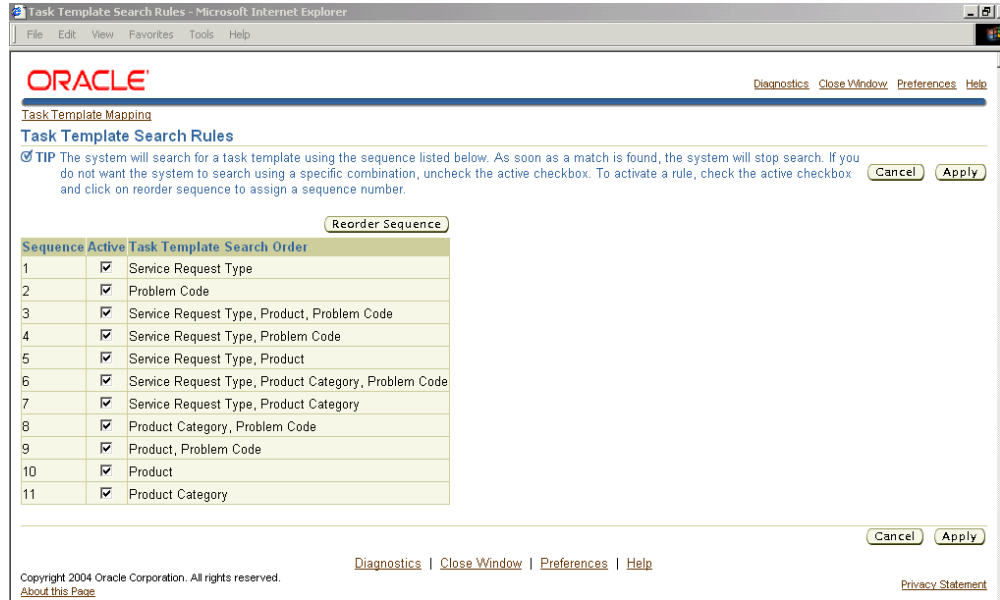 Task Template Search Rules - Microsoft Internet Explorer
File Edit View Favorites Tools Help
ORACLE
Diagnostics Close Window Preferences Help
Task Template Mapping
Task Template Search Rules
TIP The system will search for a task template using the sequence listed below. As soon as a match is found, the system will stop search. If you
do not want the system to search using a specific combination, uncheck the active checkbox. To activate a rule, check the active checkbox
and click on reorder sequence to assign a sequence number.
Cancel Apply
Reorder Sequence
Sequence Active Task Template Search Order
1 Service Request Type
2 Problem Code
3 Service Request Type, Product, Problem Code
4 Service Request Type, Problem Code
5 Service Request Type, Product
6 Service Request Type, Product Category, Problem Code
7 Service Request Type, Product Category
8 Product Category, Problem Code
9 Product, Problem Code
10 Product
11 Product Category
Cancel Apply
Diagnostics | Close Window | Preferences | Help
Copyright 2004 Oracle Corporation. All rights reserved.
About this Page
Privacy Statement